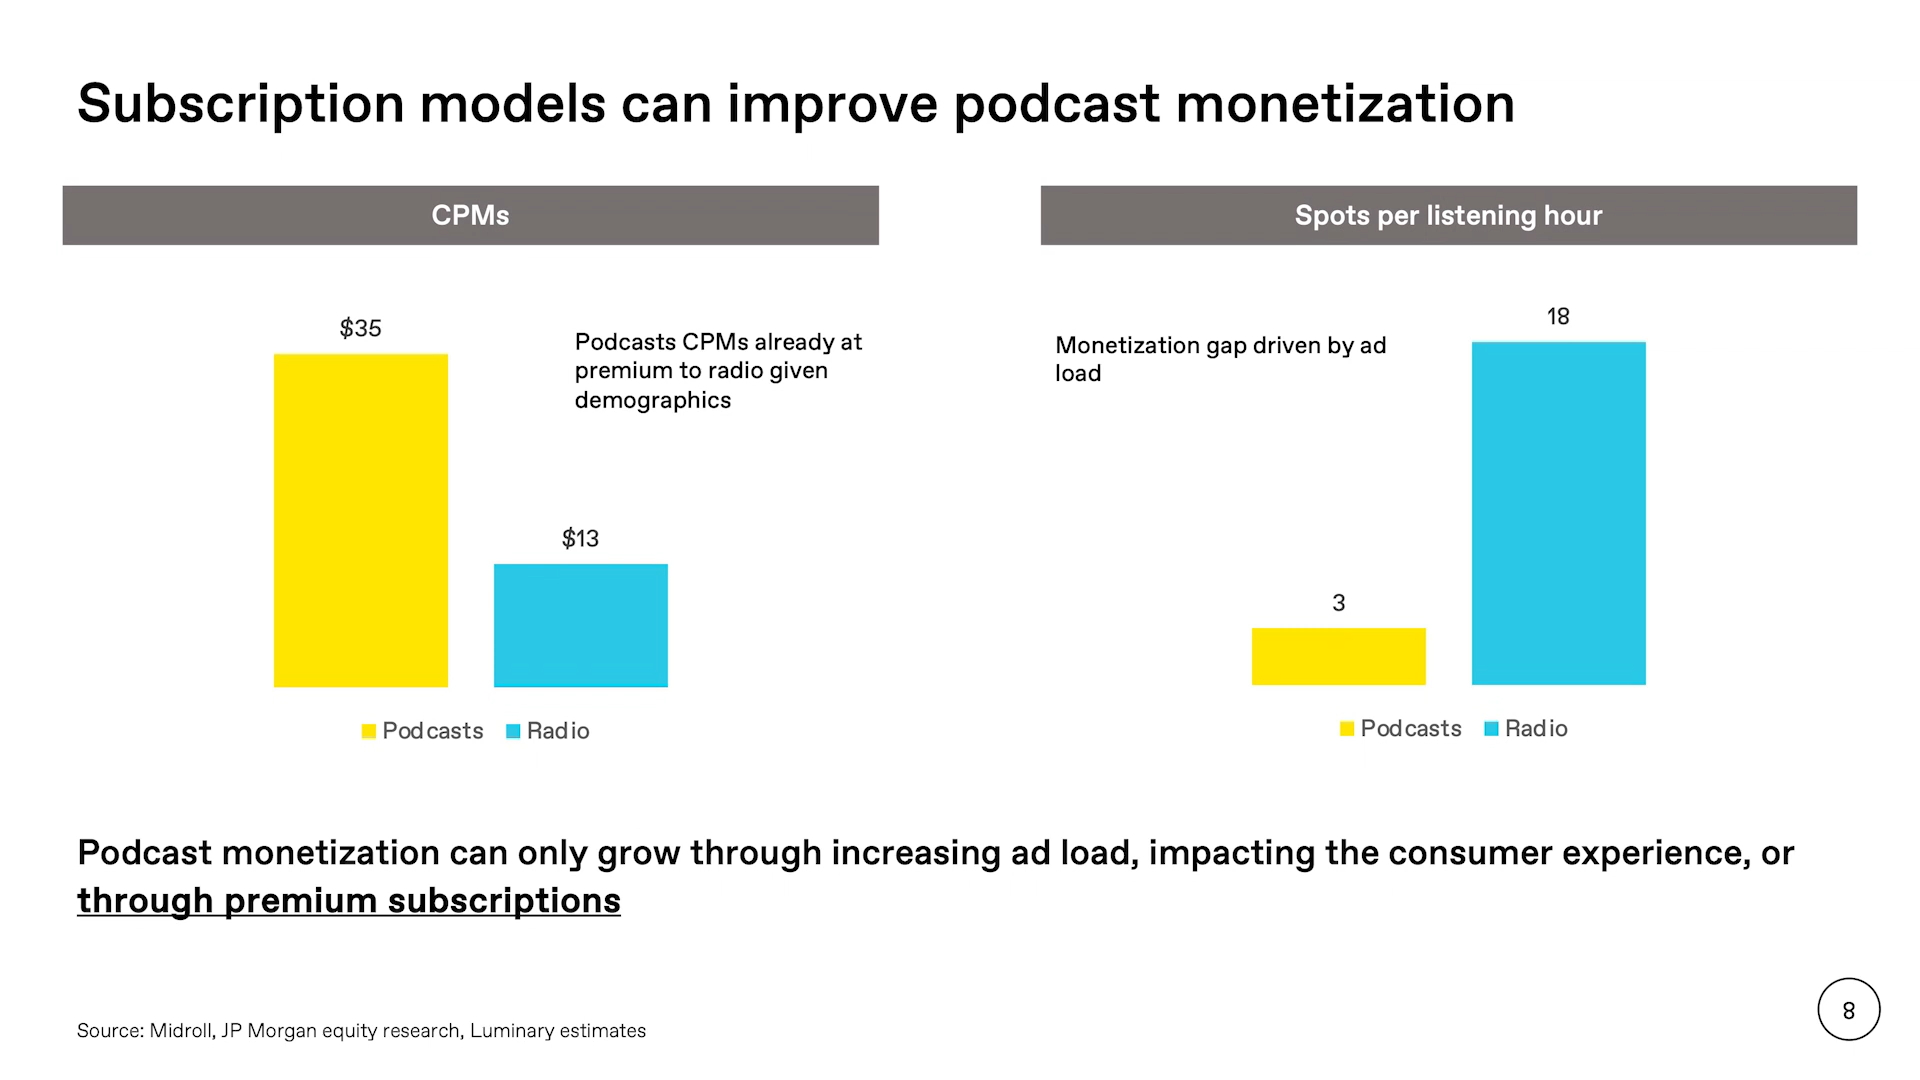 Subscription models can improve podcast monetization
CPMs
$35
Podcasts CPMs already at
premium to radio given
demographics
$13
Podcasts Radio
Spots per listening hour
18
Monetization gap driven by ad
load
3
Podcasts Radio
Podcast monetization can only grow through increasing ad load, impacting the consumer experience, or
through premium subscriptions
Source: Midroll, JP Morgan equity research, Luminary estimates
8